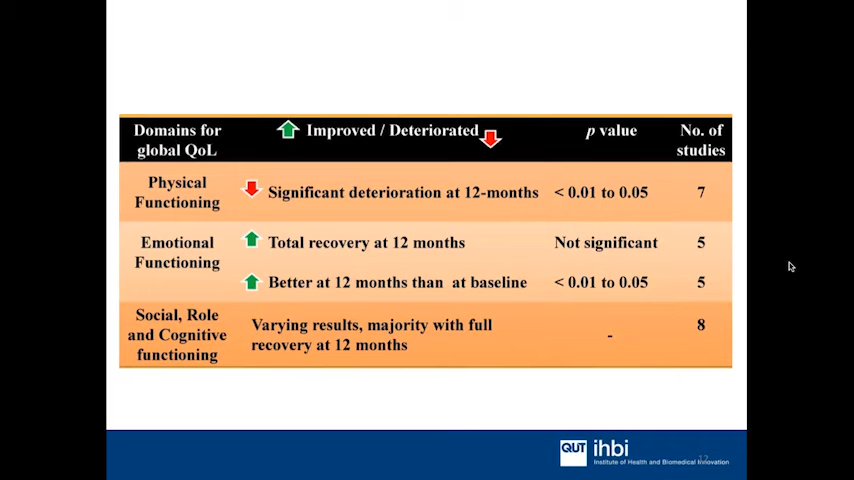 Domains for
global QoL
Improved / Deteriorated
p value
No. of
studies
Physical
Functioning
Significant deterioration at 12-months
< 0.01 to 0.05
7
Emotional
Functioning
Total recovery at 12 months
Not significant
5
Better at 12 months than at baseline
< 0.01 to 0.05
5
Social, Role
and Cognitive
functioning
Varying results, majority with full
recovery at 12 months
-
8
QUT
ihbi
Institute of Health and Biomedical Innovation
12